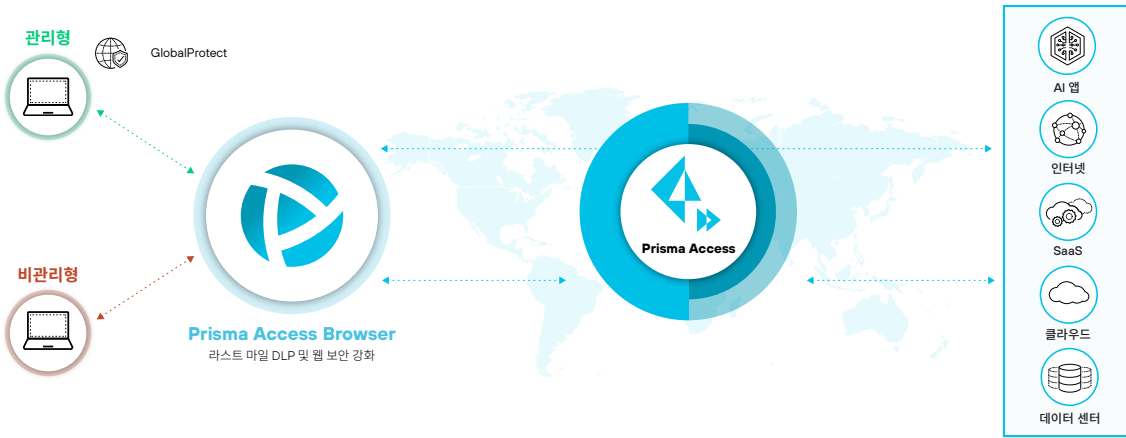 관리형
GlobalProtect
비관리형
Prisma Access Browser
라스트 마일 DLP 및 웹 보안 강화
Prisma Access
AI 앱
인터넷
SaaS
클라우드
데이터 센터